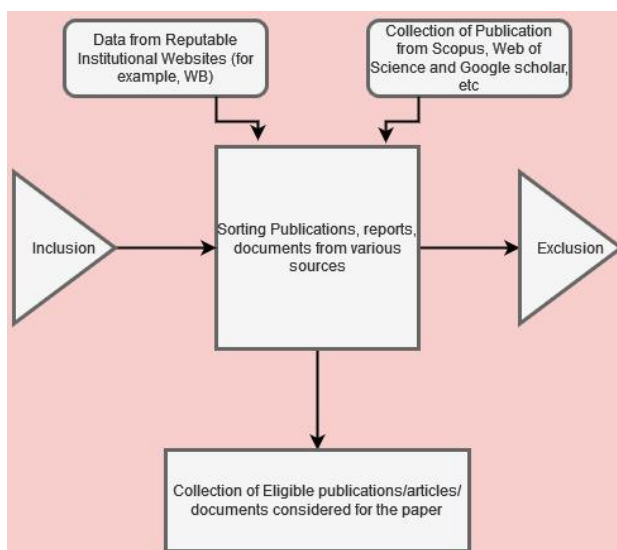 Data from Reputable
Institutional Websites (for
example, WB)
Collection of Publication
from Scopus, Web of
Science and Google scholar,
etc
Inclusion
Sorting Publications, reports,
documents from various
sources
Exclusion
Collection of Eligible publications/articles/
documents considered for the paper